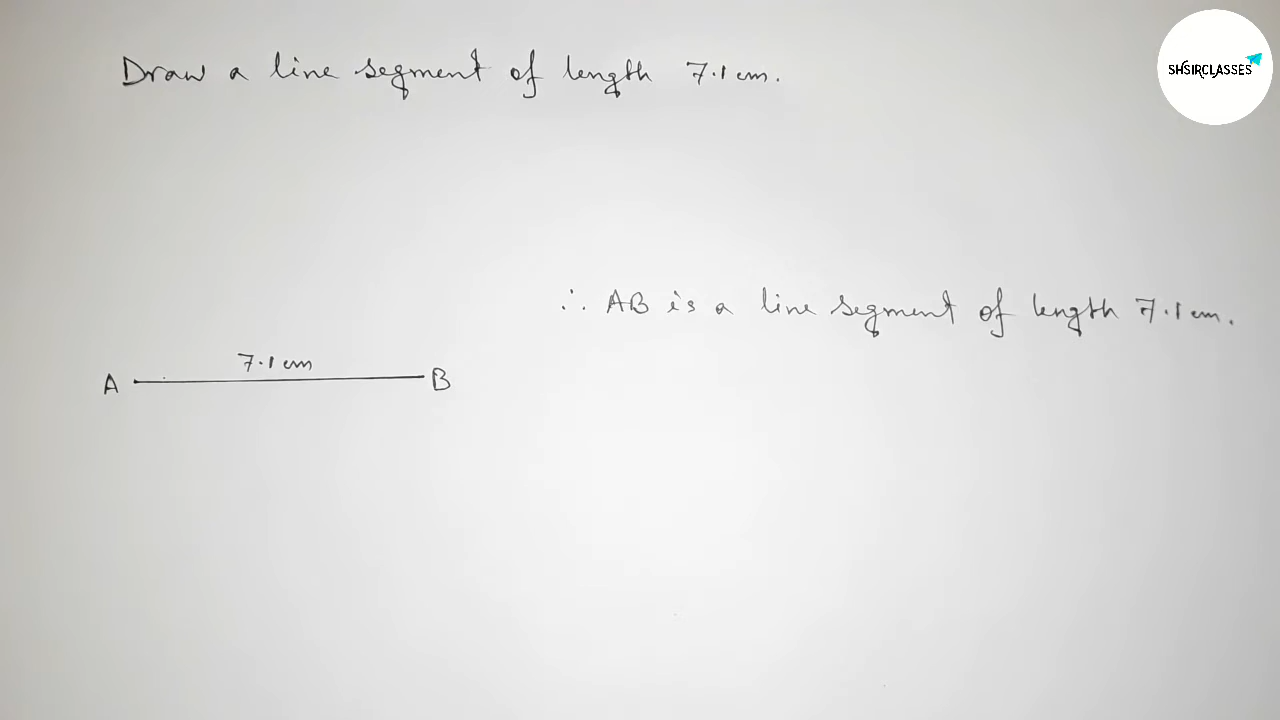 Draw a line segment of length 7.1 cm.
SHSIRCLASSES
∴ AB is a line segment of length 7.1 cm.
7.1 cm
A B